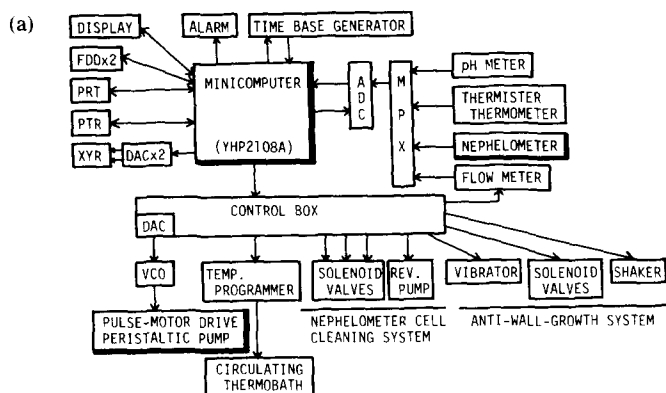 (a)
DISPLAY
ALARM
TIME BASE GENERATOR
FDDx2
PRT
PTR
XYR
DACx2
MINICOMPUTER
(YHP2108A)
ADC
MPX
pH METER
THERMISTER
THERMOMETER
NEPHELOMETER
FLOW METER
CONTROL BOX
DAC
VCO
TEMP.
PROGRAMMER
SOLENOID
VALVES
REV.
PUMP
VIBRATOR
SOLENOID
VALVES
SHAKER
PULSE-MOTOR DRIVE
PERISTALTIC PUMP
NEPHELOMETER CELL
CLEANING SYSTEM
ANTI-WALL-GROWTH SYSTEM
CIRCULATING
THERMOBATH